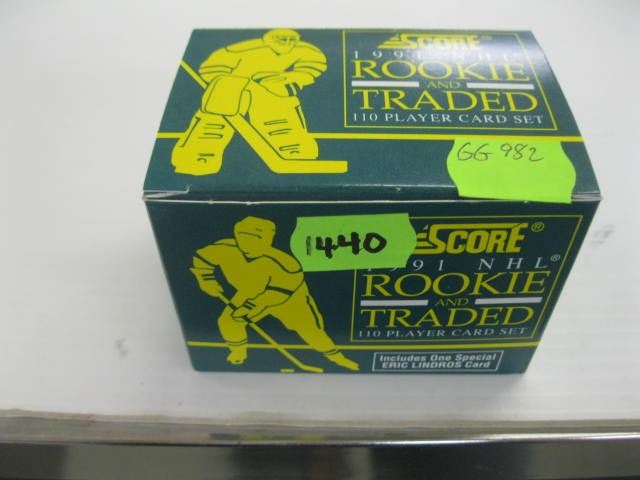 SCORE
1991 NHL
ROOKIE
AND
TRADED
110 PLAYER CARD SET
GG 982
1440
SCORE®
1991 NHL®
ROOKIE
AND
TRADED
110 PLAYER CARD SET
Includes One Special
ERIC LINDROS Card